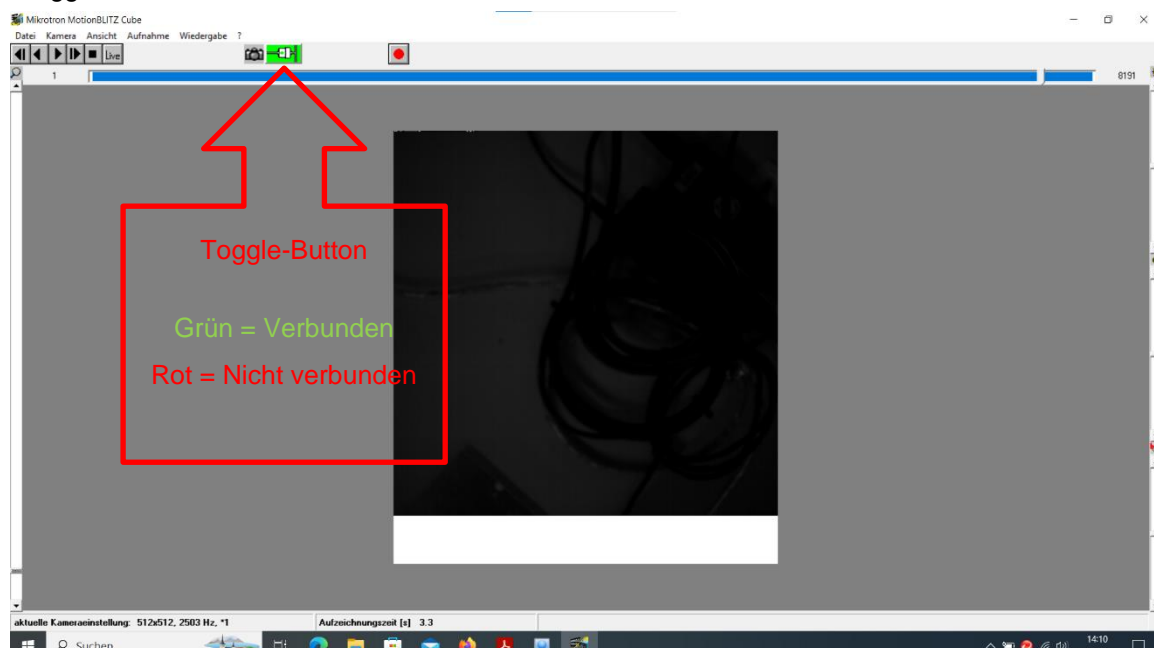 Mikrotron MotionBLITZ Cube
Datei Kamera Ansicht Aufnahme Wiedergabe ?
Live
1
8191
Toggle-Button
Grün = Verbunden
Rot = Nicht verbunden
aktuelle Kameraeinstellung: 512x512, 2503 Hz, *1
Aufzeichnungszeit [s] 3.3
Suchen
14:10